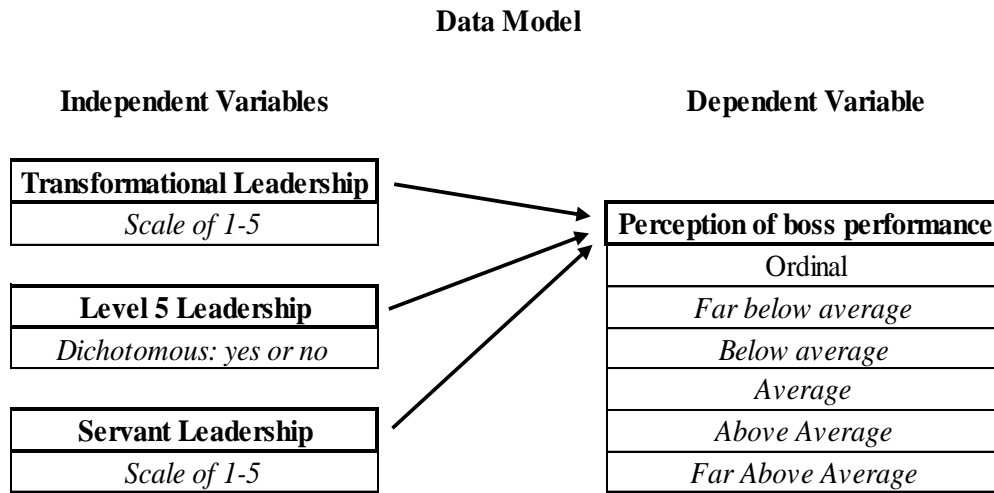 Data Model
Independent Variables
Dependent Variable
Transformational Leadership
Scale of 1-5
Level 5 Leadership
Dichotomous: yes or no
Servant Leadership
Scale of 1-5
Perception of boss performance
Ordinal
Far below average
Below average
Average
Above Average
Far Above Average